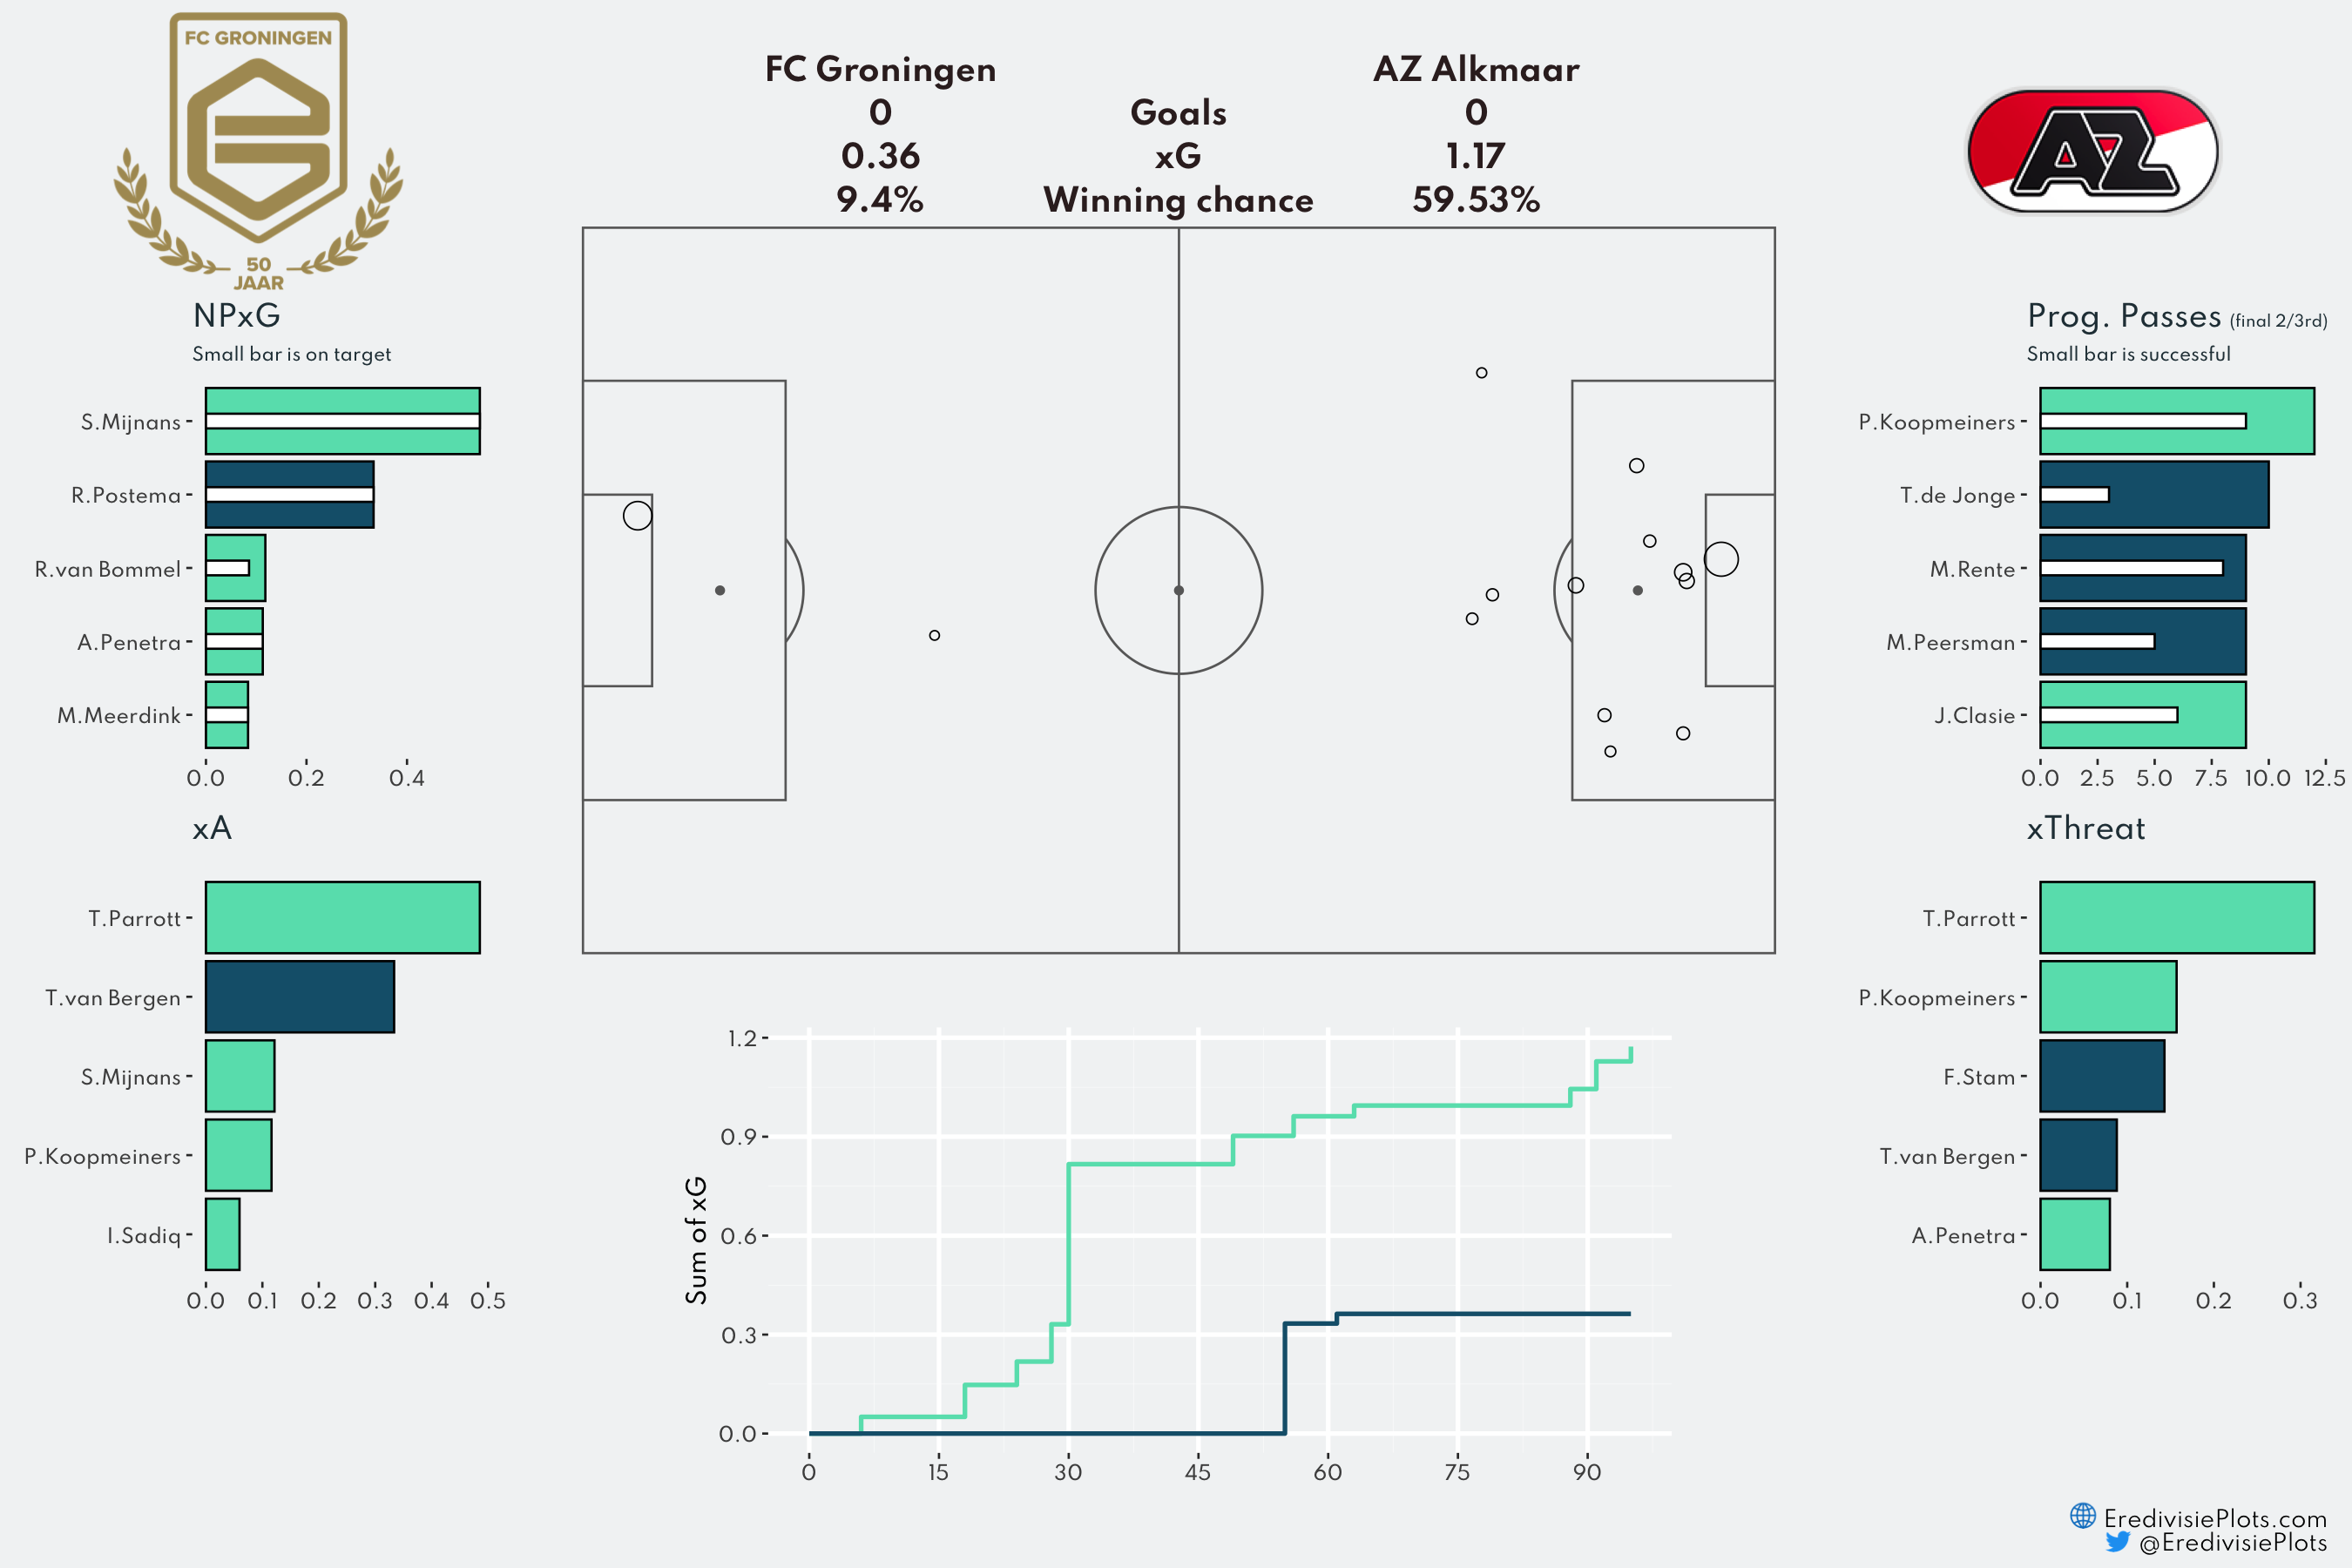 FC GRONINGEN
50
JAAR
FC Groningen AZ Alkmaar
0 Goals 0
0.36 xG 1.17
9.4% Winning chance 59.53%
AZ
NPxG
Small bar is on target
S.Mijnans
R.Postema
R.van Bommel
A.Penetra
M.Meerdink
0.0 0.2 0.4
xA
T.Parrott
T.van Bergen
S.Mijnans
P.Koopmeiners
I.Sadiq
0.0 0.1 0.2 0.3 0.4 0.5
Sum of xG
1.2
0.9
0.6
0.3
0.0
0 15 30 45 60 75 90
Prog. Passes (final 2/3rd)
Small bar is successful
P.Koopmeiners
T.de Jonge
M.Rente
M.Peersman
J.Clasie
0.0 2.5 5.0 7.5 10.0 12.5
xThreat
T.Parrott
P.Koopmeiners
F.Stam
T.van Bergen
A.Penetra
0.0 0.1 0.2 0.3
EredivisiePlots.com
@EredivisiePlots